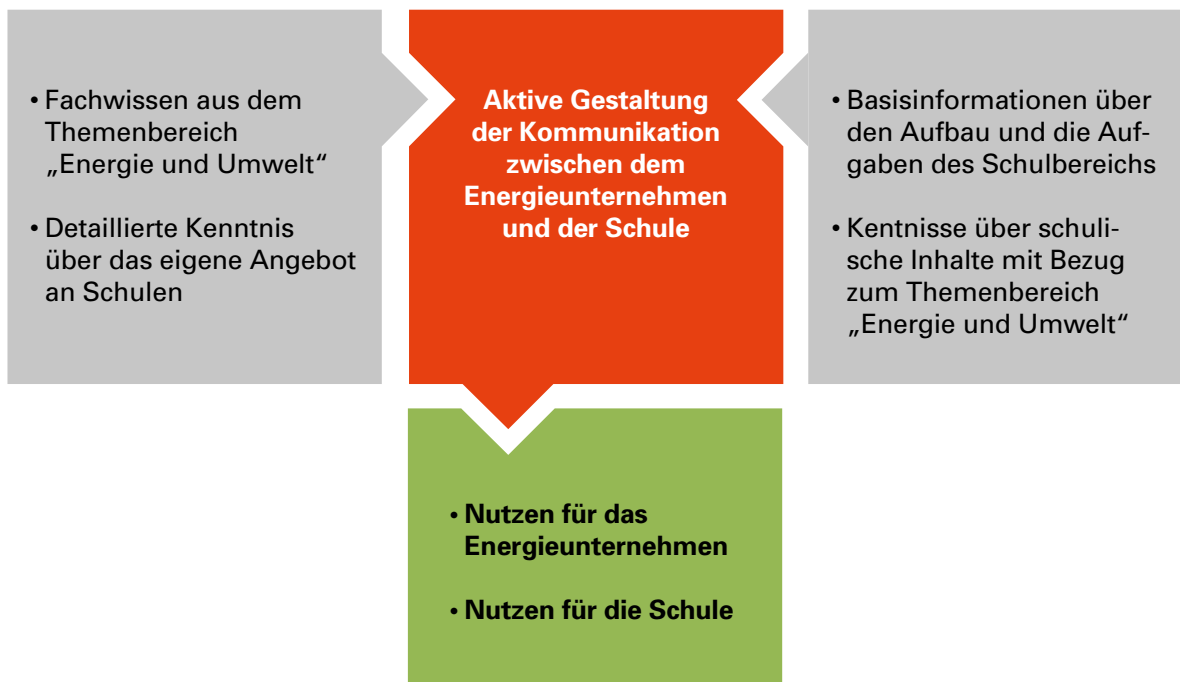 • Fachwissen aus dem
Themenbereich
„Energie und Umwelt“
• Detaillierte Kenntnis
über das eigene Angebot
an Schulen
Aktive Gestaltung
der Kommunikation
zwischen dem
Energieunternehmen
und der Schule
• Basisinformationen über
den Aufbau und die Auf-
gaben des Schulbereichs
• Kentnisse über schuli-
sche Inhalte mit Bezug
zum Themenbereich
„Energie und Umwelt“
• Nutzen für das
Energieunternehmen
• Nutzen für die Schule